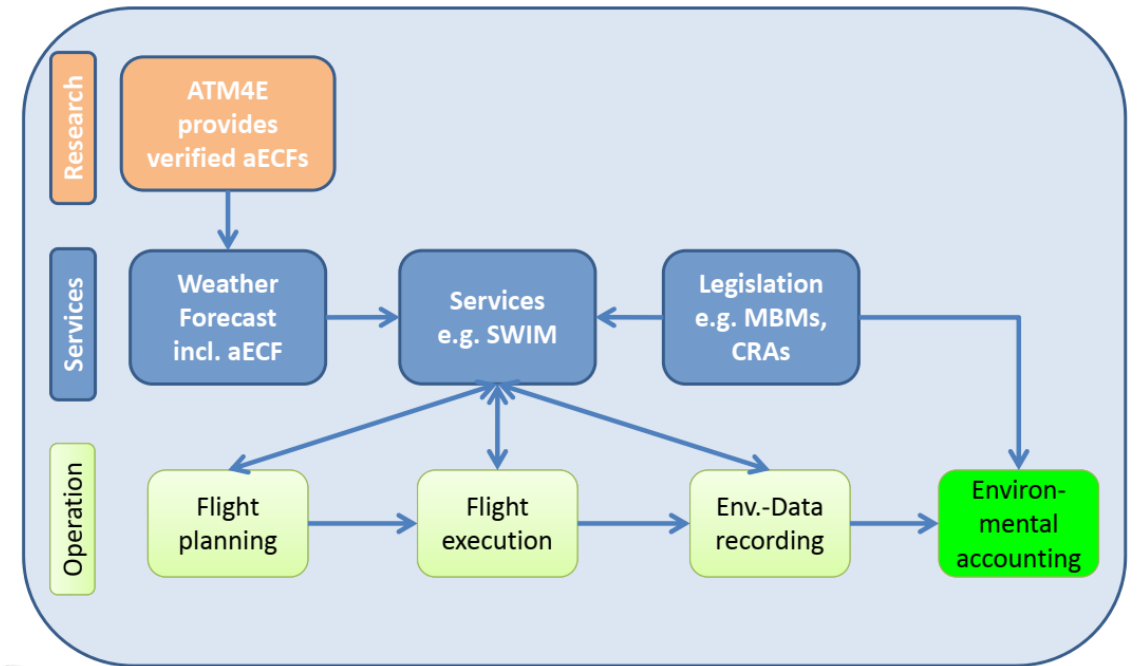 Research
ATM4E
provides
verified aECFs
Services
Weather
Forecast
incl. aECF
Services
e.g. SWIM
Legislation
e.g. MBMs,
CRAs
Operation
Flight
planning
Flight
execution
Env.-Data
recording
Environ-
mental
accounting